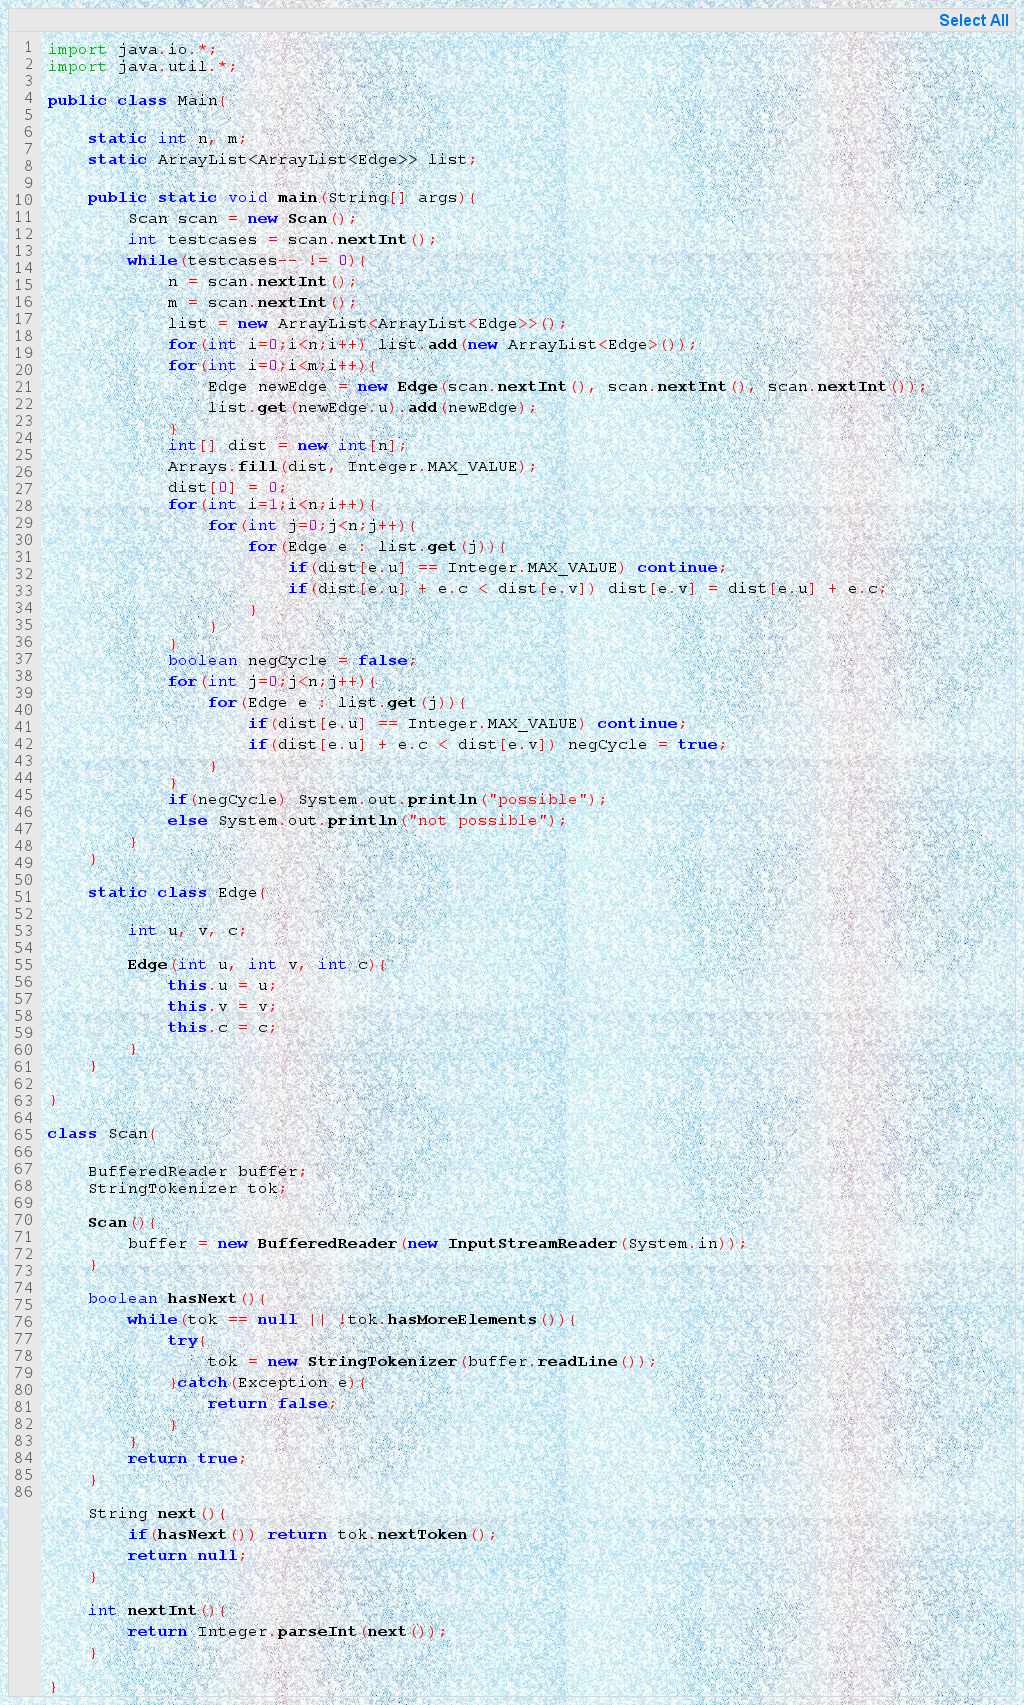 Select All
1 import java.io.*;
2 import java.util.*;
3
4 public class Main{
5
6     static int n, m;
7     static ArrayList<ArrayList<Edge>> list;
8
9     public static void main(String[] args){
10         Scan scan = new Scan();
11         int testcases = scan.nextInt();
12         while(testcases-- != 0){
13             n = scan.nextInt();
14             m = scan.nextInt();
15             list = new ArrayList<ArrayList<Edge>>();
16             for(int i=0;i<n;i++) list.add(new ArrayList<Edge>());
17             for(int i=0;i<m;i++){
18                 Edge newEdge = new Edge(scan.nextInt(), scan.nextInt(), scan.nextInt());
19                 list.get(newEdge.u).add(newEdge);
20             }
21             int[] dist = new int[n];
22             Arrays.fill(dist, Integer.MAX_VALUE);
23             dist[0] = 0;
24             for(int i=1;i<n;i++){
25                 for(int j=0;j<n;j++){
26                     for(Edge e : list.get(j)){
27                         if(dist[e.u] == Integer.MAX_VALUE) continue;
28                         if(dist[e.u] + e.c < dist[e.v]) dist[e.v] = dist[e.u] + e.c;
29                     }
30                 }
31             }
32             boolean negCycle = false;
33             for(int j=0;j<n;j++){
34                 for(Edge e : list.get(j)){
35                     if(dist[e.u] == Integer.MAX_VALUE) continue;
36                     if(dist[e.u] + e.c < dist[e.v]) negCycle = true;
37                 }
38             }
39             if(negCycle) System.out.println("possible");
40             else System.out.println("not possible");
41         }
42     }
43
44     static class Edge{
45
46         int u, v, c;
47
48         Edge(int u, int v, int c){
49             this.u = u;
50             this.v = v;
51             this.c = c;
52         }
53     }
54
55 }
56
57 class Scan{
58
59     BufferedReader buffer;
60     StringTokenizer tok;
61
62     Scan(){
63         buffer = new BufferedReader(new InputStreamReader(System.in));
64     }
65
66     boolean hasNext(){
67         while(tok == null || !tok.hasMoreElements()){
68             try{
69                 tok = new StringTokenizer(buffer.readLine());
70             }catch(Exception e){
71                 return false;
72             }
73         }
74         return true;
75     }
76
77     String next(){
78         if(hasNext()) return tok.nextToken();
79         return null;
80     }
81
82     int nextInt(){
83         return Integer.parseInt(next());
84     }
85
86 }